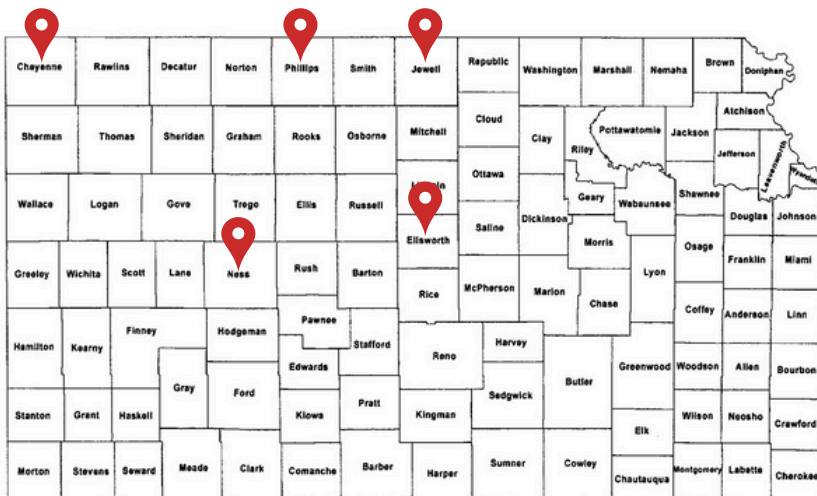 Cheyenne Rawlins Decatur Norton Phillips Smith Jewell Republic Washington Marshall Nemaha Brown Doniphan
Sherman Thomas Sheridan Graham Rooks Osborne Mitchell Cloud Clay Riley Pottawatomie Jackson Atchison
Jefferson Leavenworth
Wallace Logan Gove Trego Ellis Russell Ottawa Geary Wabaunsee Shawnee
Ellsworth Saline Dickinson Morris Osage Douglas Johnson
Greeley Wichita Scott Lane Ness Rush Barton Rice McPherson Marion Chase Lyon Franklin Miami
Hamilton Kearny Finney Hodgeman Pawnee Stafford Reno Harvey Coffey Anderson Linn
Gray Ford Edwards Sedgwick Butler Greenwood Woodson Allen Bourbon
Stanton Grant Haskell Kiowa Pratt Kingman Elk Wilson Neosho Crawford
Morton Stevens Seward Meade Clark Comanche Barber Harper Sumner Cowley Chautauqua Montgomery Labette Cherokee